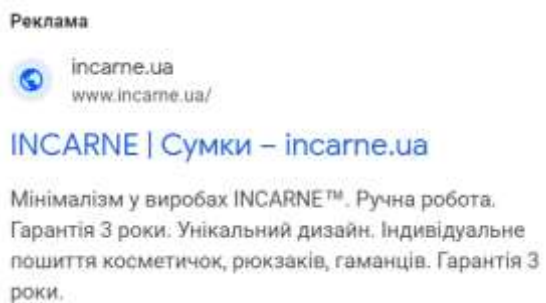 Реклама
incarne.ua
www.incarne.ua/
INCARNE | Сумки – incarne.ua
Мінімалізм у виробах INCARNE™. Ручна робота.
Гарантія 3 роки. Унікальний дизайн. Індивідуальне
пошиття косметичок, рюкзаків, гаманців. Гарантія 3
роки.